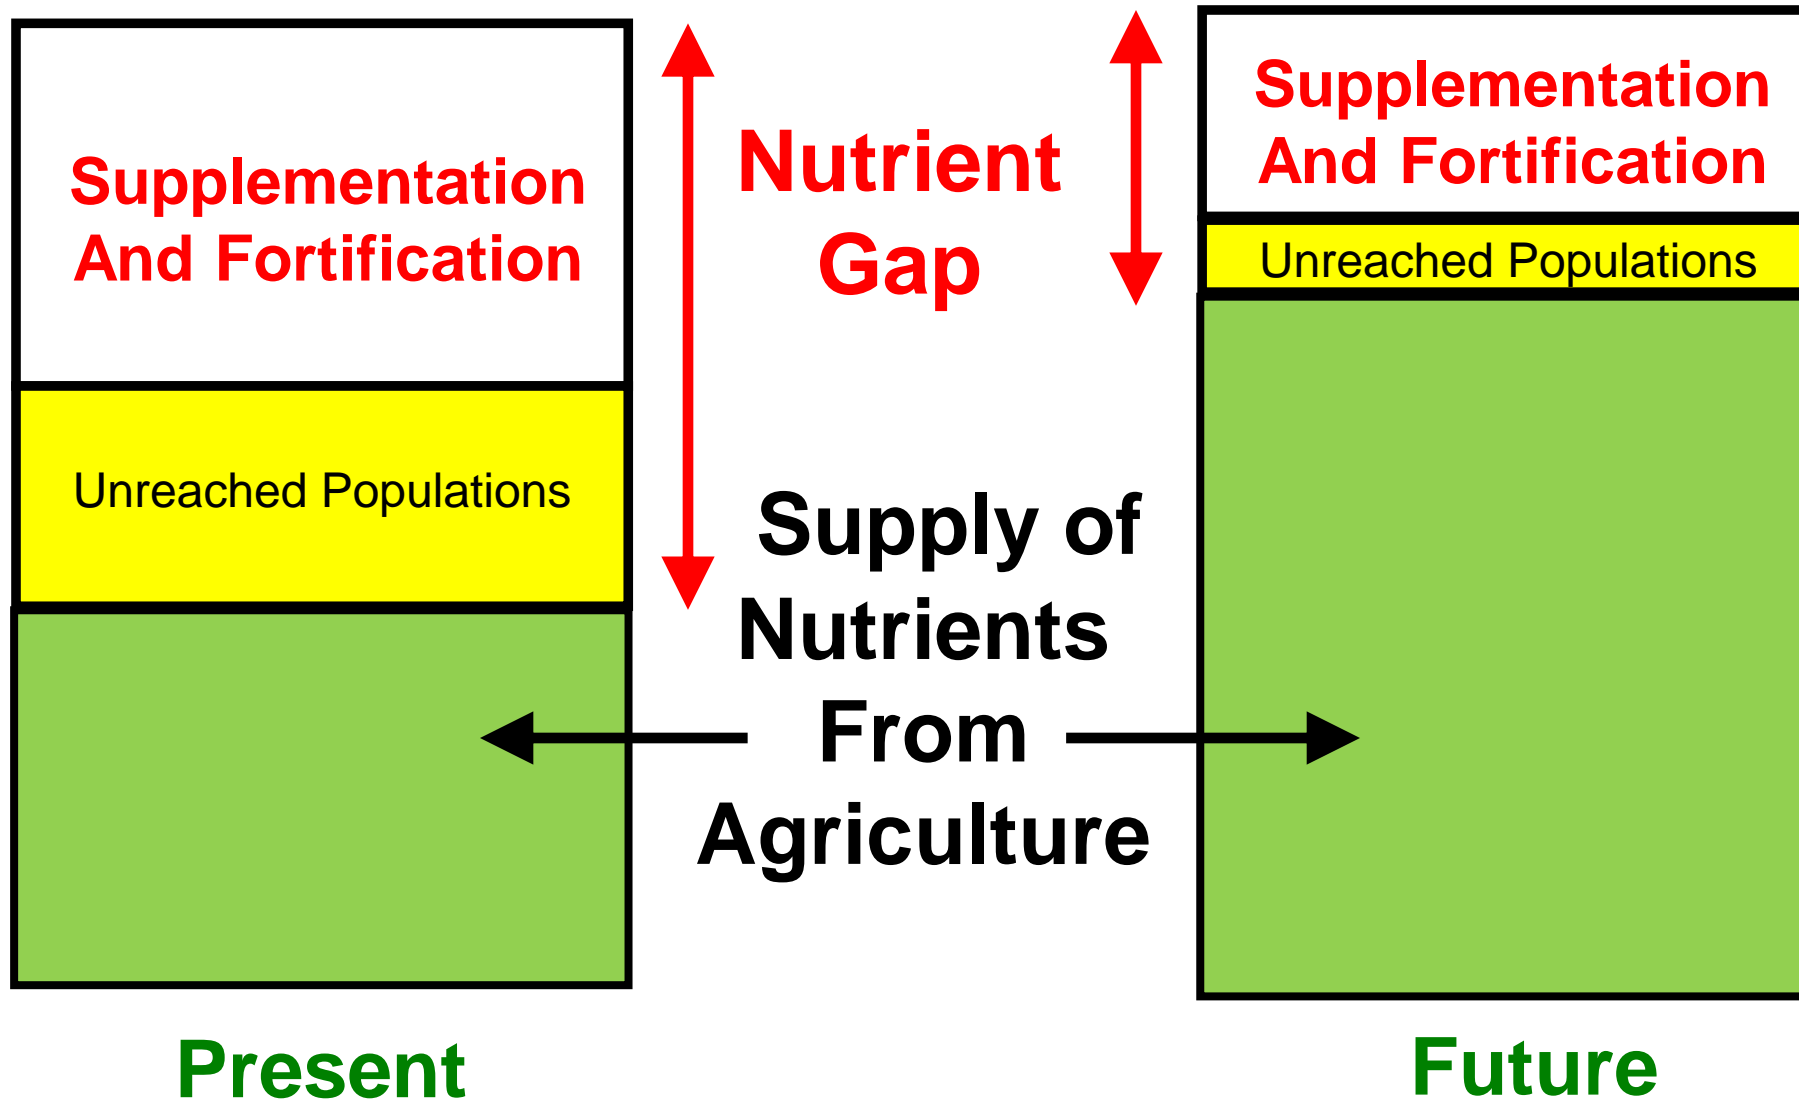 Supplementation
And Fortification
Unreached Populations
Nutrient
Gap
Supply of
Nutrients
From
Agriculture
Supplementation
And Fortification
Unreached Populations
Present
Future